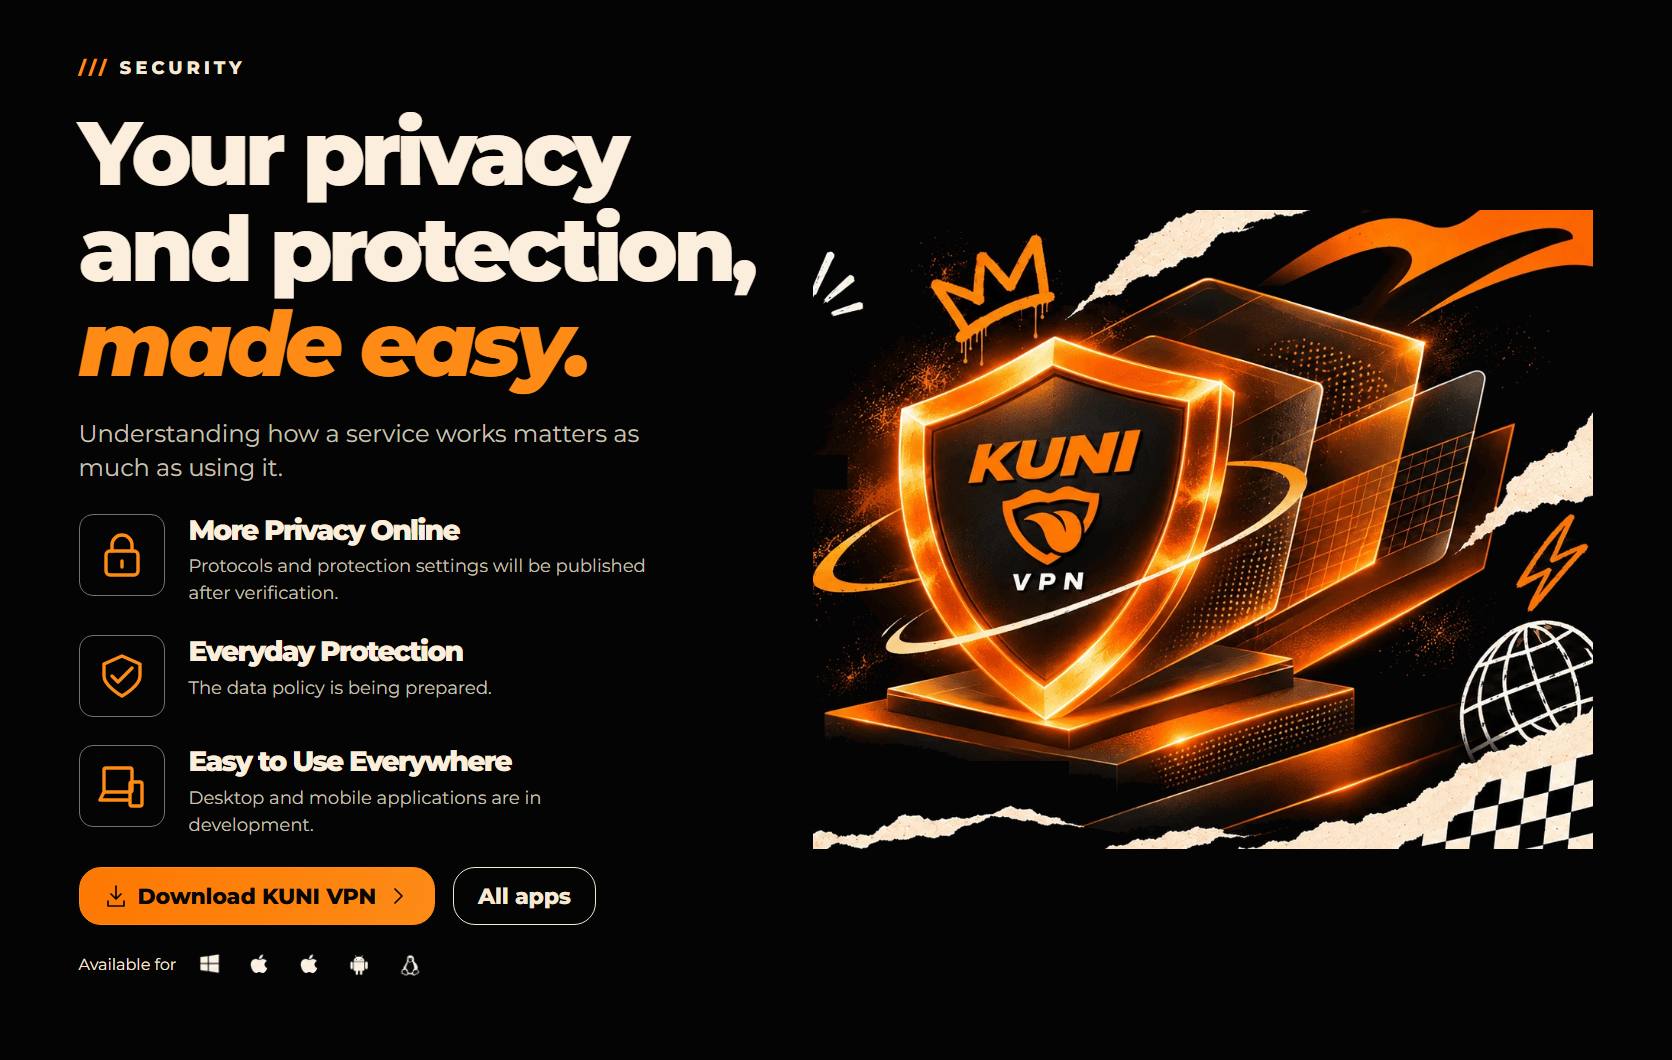 /// SECURITY
Your privacy
and protection,
made easy.
Understanding how a service works matters as
much as using it.
More Privacy Online
Protocols and protection settings will be published
after verification.
Everyday Protection
The data policy is being prepared.
Easy to Use Everywhere
Desktop and mobile applications are in
development.
Download KUNI VPN
All apps
Available for
KUNI
VPN